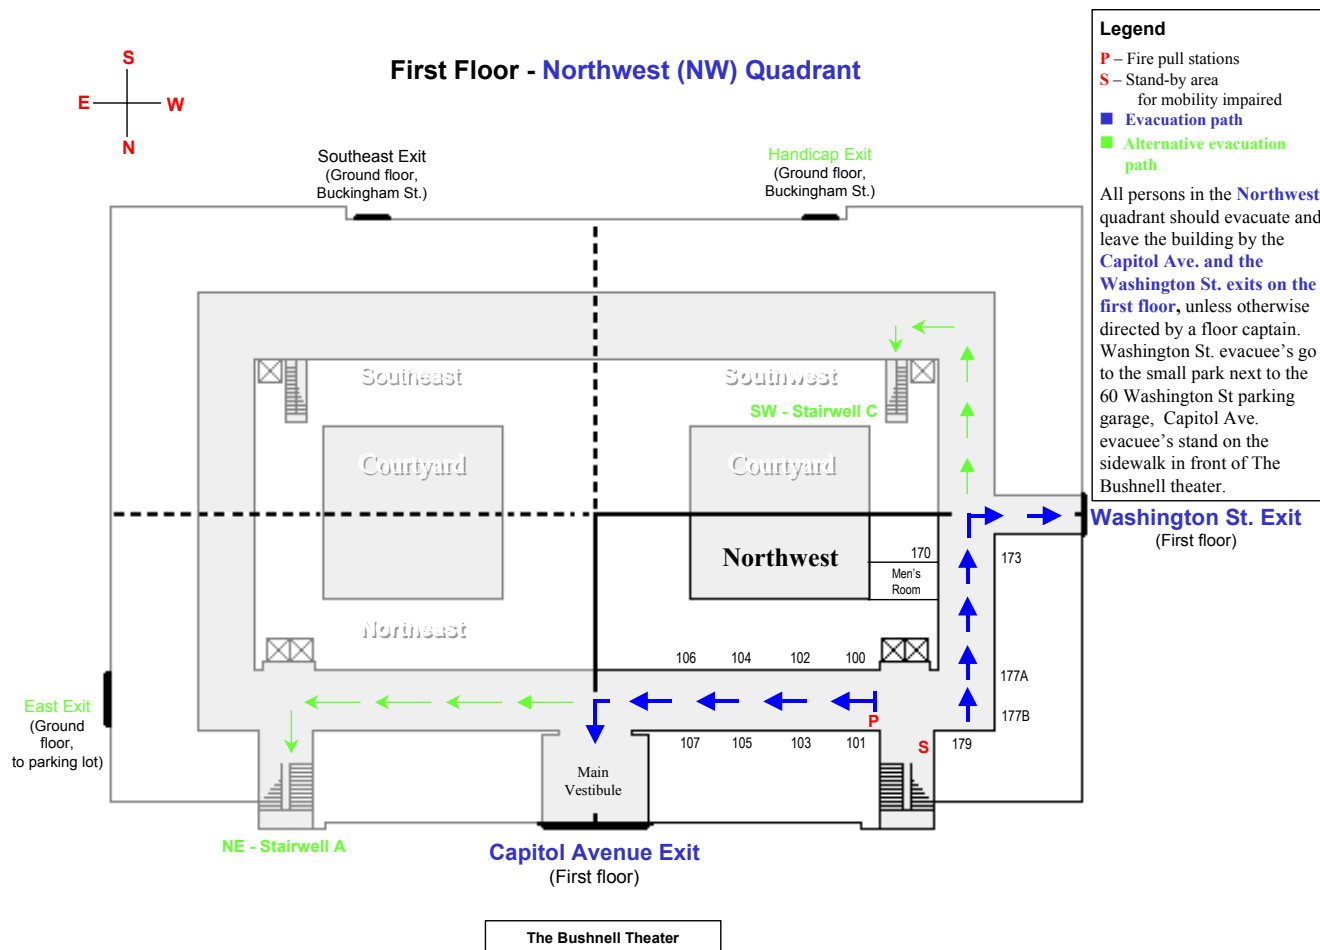 First Floor - Northwest (NW) Quadrant
S
E
W
N
Legend
P – Fire pull stations
S – Stand-by area
for mobility impaired
Evacuation path
Alternative evacuation
path
All persons in the Northwest
quadrant should evacuate and
leave the building by the
Capitol Ave. and the
Washington St. exits on the
first floor, unless otherwise
directed by a floor captain.
Washington St. evacuee's go
to the small park next to the
60 Washington St parking
garage, Capitol Ave.
evacuee's stand on the
sidewalk in front of The
Bushnell theater.
Southeast Exit
(Ground floor,
Buckingham St.)
Handicap Exit
(Ground floor,
Buckingham St.)
Southeast
Southwest
SW - Stairwell C
Courtyard
Courtyard
Washington St. Exit
(First floor)
Northwest
170
173
Men's
Room
Northeast
106
104
102
100
177A
177B
East Exit
(Ground
floor,
to parking lot)
P
107
105
103
101
S
179
Main
Vestibule
NE - Stairwell A
Capitol Avenue Exit
(First floor)
The Bushnell Theater